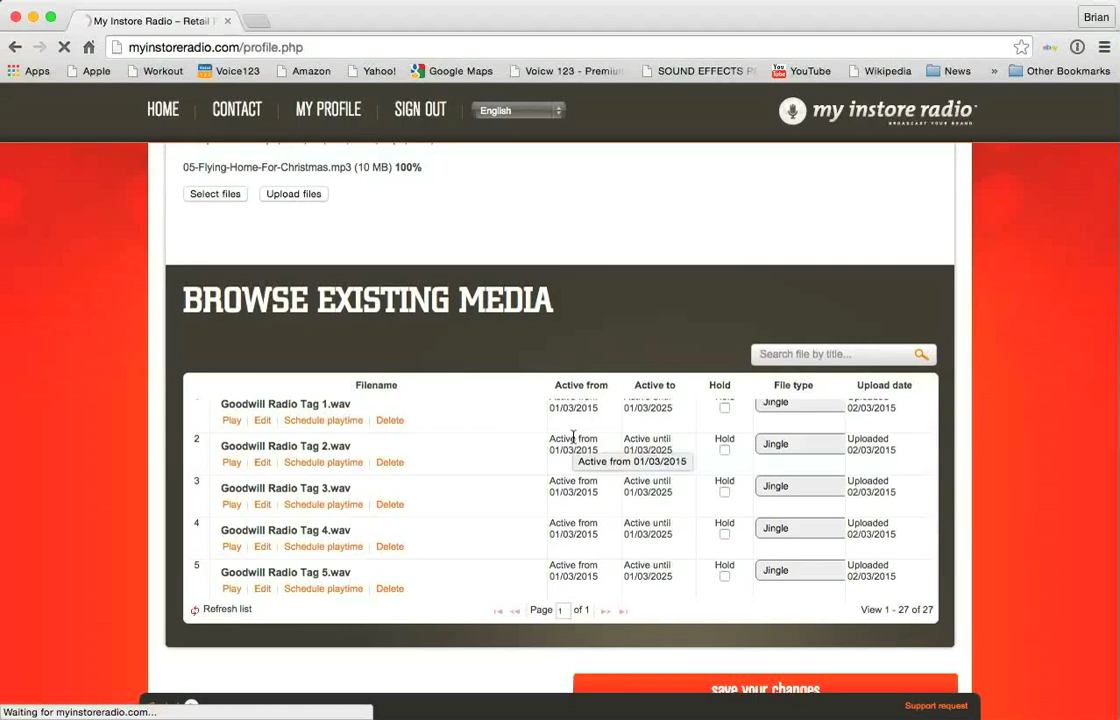 Brian
My Instore Radio – Retail
myinstoreradio.com/profile.php
Apps Apple Workout Voice123 Amazon Yahoo! Google Maps Voicw 123 - Premiu SOUND EFFECTS P YouTube Wikipedia News » Other Bookmarks
HOME CONTACT MY PROFILE SIGN OUT English my instore radio
BROADCAST YOUR BRAND
05-Flying-Home-For-Christmas.mp3 (10 MB) 100%
Select files Upload files
BROWSE EXISTING MEDIA
Search file by title...
Filename Active from Active to Hold File type Upload date
Goodwill Radio Tag 1.wav 01/03/2015 01/03/2025 Jingle 02/03/2015
Play Edit Schedule playtime Delete
2 Goodwill Radio Tag 2.wav Active from 01/03/2015 Active until 01/03/2025 Hold Jingle Uploaded 02/03/2015
Play Edit Schedule playtime Delete
Active from 01/03/2015
3 Goodwill Radio Tag 3.wav Active from 01/03/2015 Active until 01/03/2025 Hold Jingle Uploaded 02/03/2015
Play Edit Schedule playtime Delete
4 Goodwill Radio Tag 4.wav Active from 01/03/2015 Active until 01/03/2025 Hold Jingle Uploaded 02/03/2015
Play Edit Schedule playtime Delete
5 Goodwill Radio Tag 5.wav Active from 01/03/2015 Active until 01/03/2025 Hold Jingle Uploaded 02/03/2015
Play Edit Schedule playtime Delete
Refresh list Page 1 of 1 View 1 - 27 of 27
save your changes
Support request
Waiting for myinstoreradio.com...